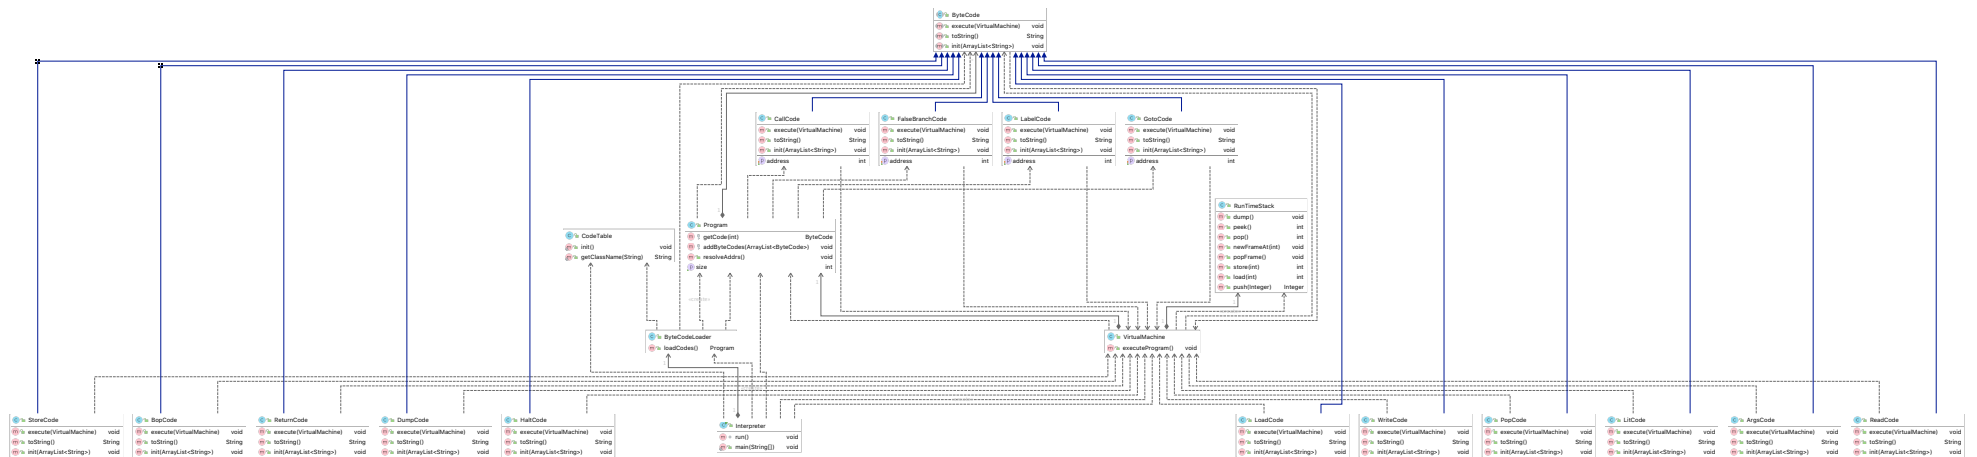 ByteCode
execute(VirtualMachine) void
toString() String
init(ArrayList<String>) void
CallCode
execute(VirtualMachine) void
toString() String
init(ArrayList<String>) void
address int
FalseBranchCode
execute(VirtualMachine) void
toString() String
init(ArrayList<String>) void
address int
LabelCode
execute(VirtualMachine) void
toString() String
init(ArrayList<String>) void
address int
GotoCode
execute(VirtualMachine) void
toString() String
init(ArrayList<String>) void
address int
RunTimeStack
dump() void
peek() int
pop() int
newFrameAt(int) void
popFrame() void
store(int) int
load(int) int
push(Integer) Integer
Program
getCode(int) ByteCode
addByteCodes(ArrayList<ByteCode>) void
resolveAddrs() void
size int
CodeTable
init() void
getClassName(String) String
ByteCodeLoader
loadCodes() Program
VirtualMachine
executeProgram() void
StoreCode
execute(VirtualMachine) void
toString() String
init(ArrayList<String>) void
BopCode
execute(VirtualMachine) void
toString() String
init(ArrayList<String>) void
ReturnCode
execute(VirtualMachine) void
toString() String
init(ArrayList<String>) void
DumpCode
execute(VirtualMachine) void
toString() String
init(ArrayList<String>) void
HaltCode
execute(VirtualMachine) void
toString() String
init(ArrayList<String>) void
Interpreter
run() void
main(String[]) void
LoadCode
execute(VirtualMachine) void
toString() String
init(ArrayList<String>) void
WriteCode
execute(VirtualMachine) void
toString() String
init(ArrayList<String>) void
PopCode
execute(VirtualMachine) void
toString() String
init(ArrayList<String>) void
LitCode
execute(VirtualMachine) void
toString() String
init(ArrayList<String>) void
ArgsCode
execute(VirtualMachine) void
toString() String
init(ArrayList<String>) void
ReadCode
execute(VirtualMachine) void
toString() String
init(ArrayList<String>) void